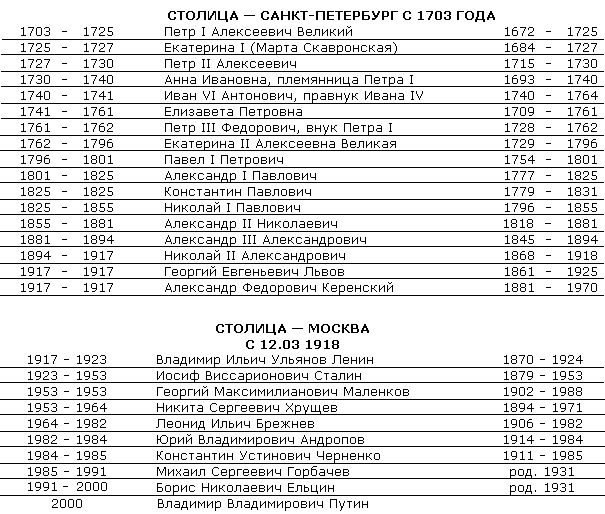 СТОЛИЦА — САНКТ-ПЕТЕРБУРГ С 1703 ГОДА
1703 - 1725 Петр I Алексеевич Великий 1672 - 1725
1725 - 1727 Екатерина I (Марта Скавронская) 1684 - 1727
1727 - 1730 Петр II Алексеевич 1715 - 1730
1730 - 1740 Анна Ивановна, племянница Петра I 1693 - 1740
1740 - 1741 Иван VI Антонович, правнук Ивана IV 1740 - 1764
1741 - 1761 Елизавета Петровна 1709 - 1761
1761 - 1762 Петр III Федорович, внук Петра I 1728 - 1762
1762 - 1796 Екатерина II Алексеевна Великая 1729 - 1796
1796 - 1801 Павел I Петрович 1754 - 1801
1801 - 1825 Александр I Павлович 1777 - 1825
1825 - 1825 Константин Павлович 1779 - 1831
1825 - 1855 Николай I Павлович 1796 - 1855
1855 - 1881 Александр II Николаевич 1818 - 1881
1881 - 1894 Александр III Александрович 1845 - 1894
1894 - 1917 Николай II Александрович 1868 - 1918
1917 - 1917 Георгий Евгеньевич Львов 1861 - 1925
1917 - 1917 Александр Федорович Керенский 1881 - 1970
СТОЛИЦА — МОСКВА
С 12.03 1918
1917 - 1923 Владимир Ильич Ульянов Ленин 1870 - 1924
1923 - 1953 Иосиф Виссарионович Сталин 1879 - 1953
1953 - 1953 Георгий Максимилианович Маленков 1902 - 1988
1953 - 1964 Никита Сергеевич Хрущев 1894 - 1971
1964 - 1982 Леонид Ильич Брежнев 1906 - 1982
1982 - 1984 Юрий Владимирович Андропов 1914 - 1984
1984 - 1985 Константин Устинович Черненко 1911 - 1985
1985 - 1991 Михаил Сергеевич Горбачев род. 1931
1991 - 2000 Борис Николаевич Ельцин род. 1931
2000 Владимир Владимирович Путин